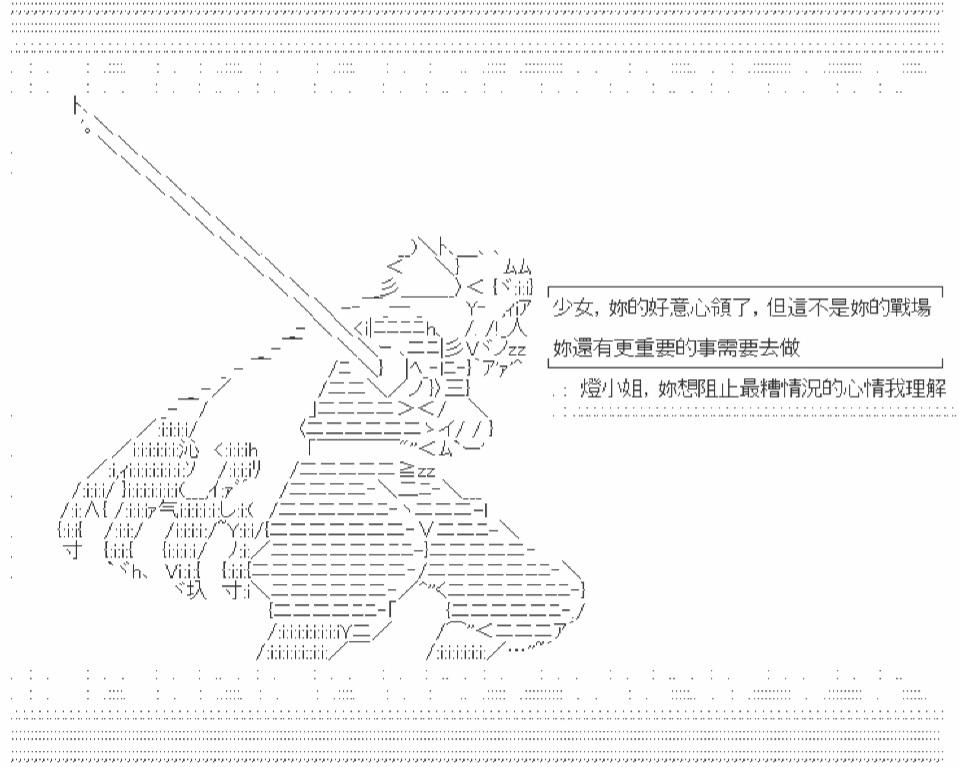 少女，妳的好意心領了，但這不是妳的戰場
妳還有更重要的事需要去做
燈小姐，妳想阻止最糟情況的心情我理解